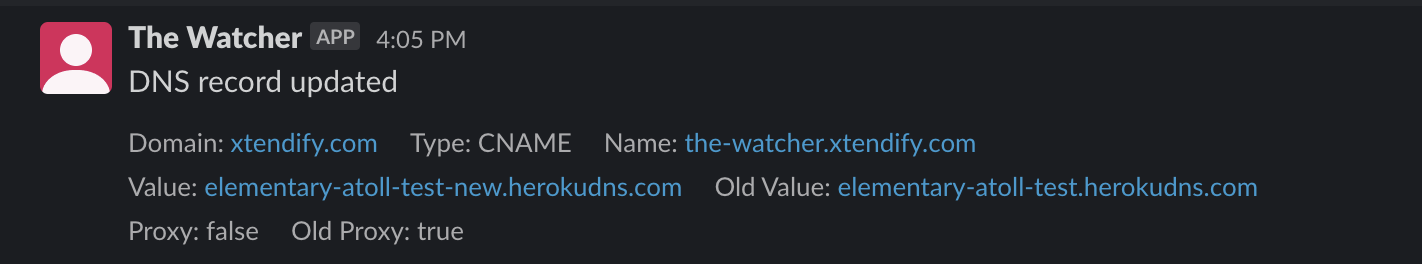 The Watcher APP 4:05 PM
DNS record updated
Domain: xtendify.com Type: CNAME Name: the-watcher.xtendify.com
Value: elementary-atoll-test-new.herokudns.com Old Value: elementary-atoll-test.herokudns.com
Proxy: false Old Proxy: true